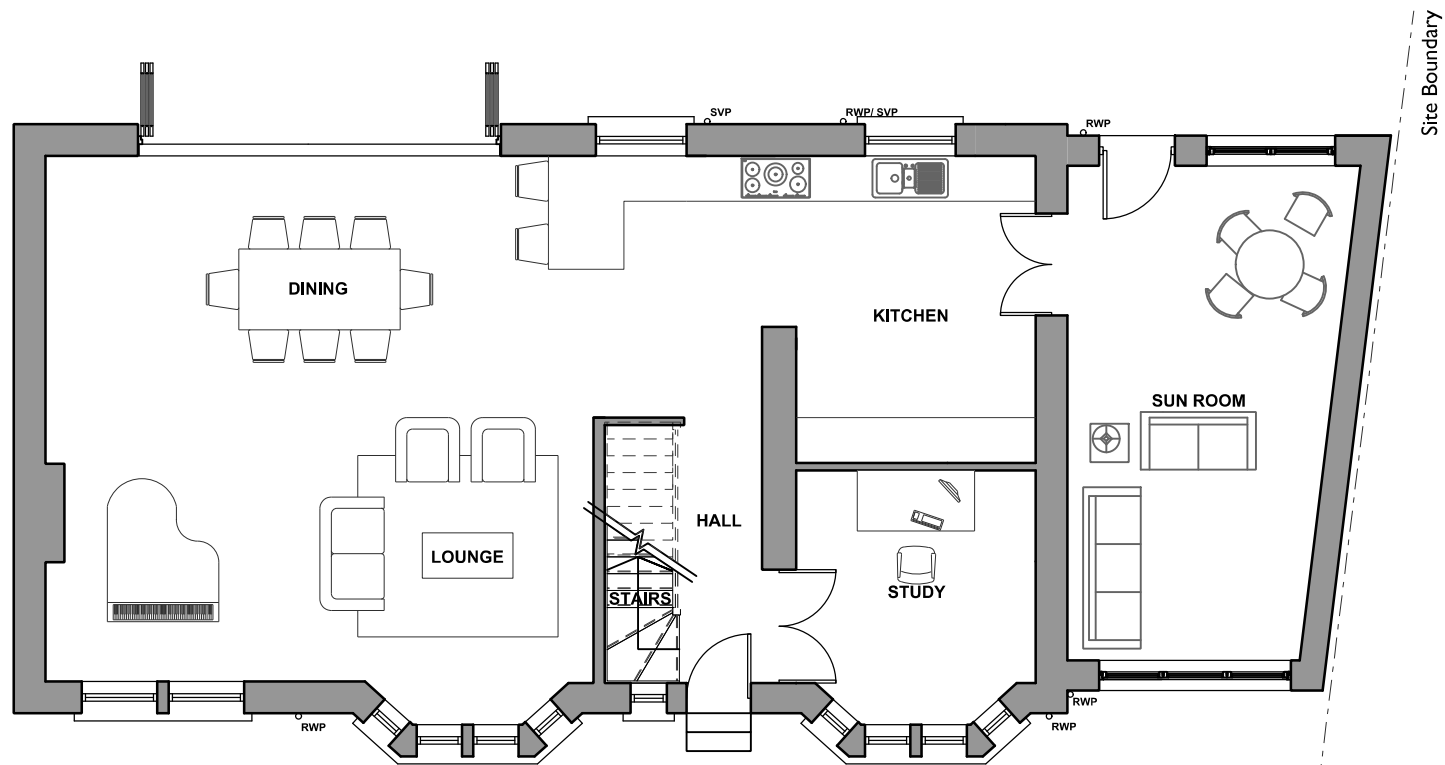 Site Boundary
SVP
RWP/ SVP
RWP
DINING
KITCHEN
SUN ROOM
HALL
LOUNGE
STUDY
STAIRS
RWP
RWP
RWP